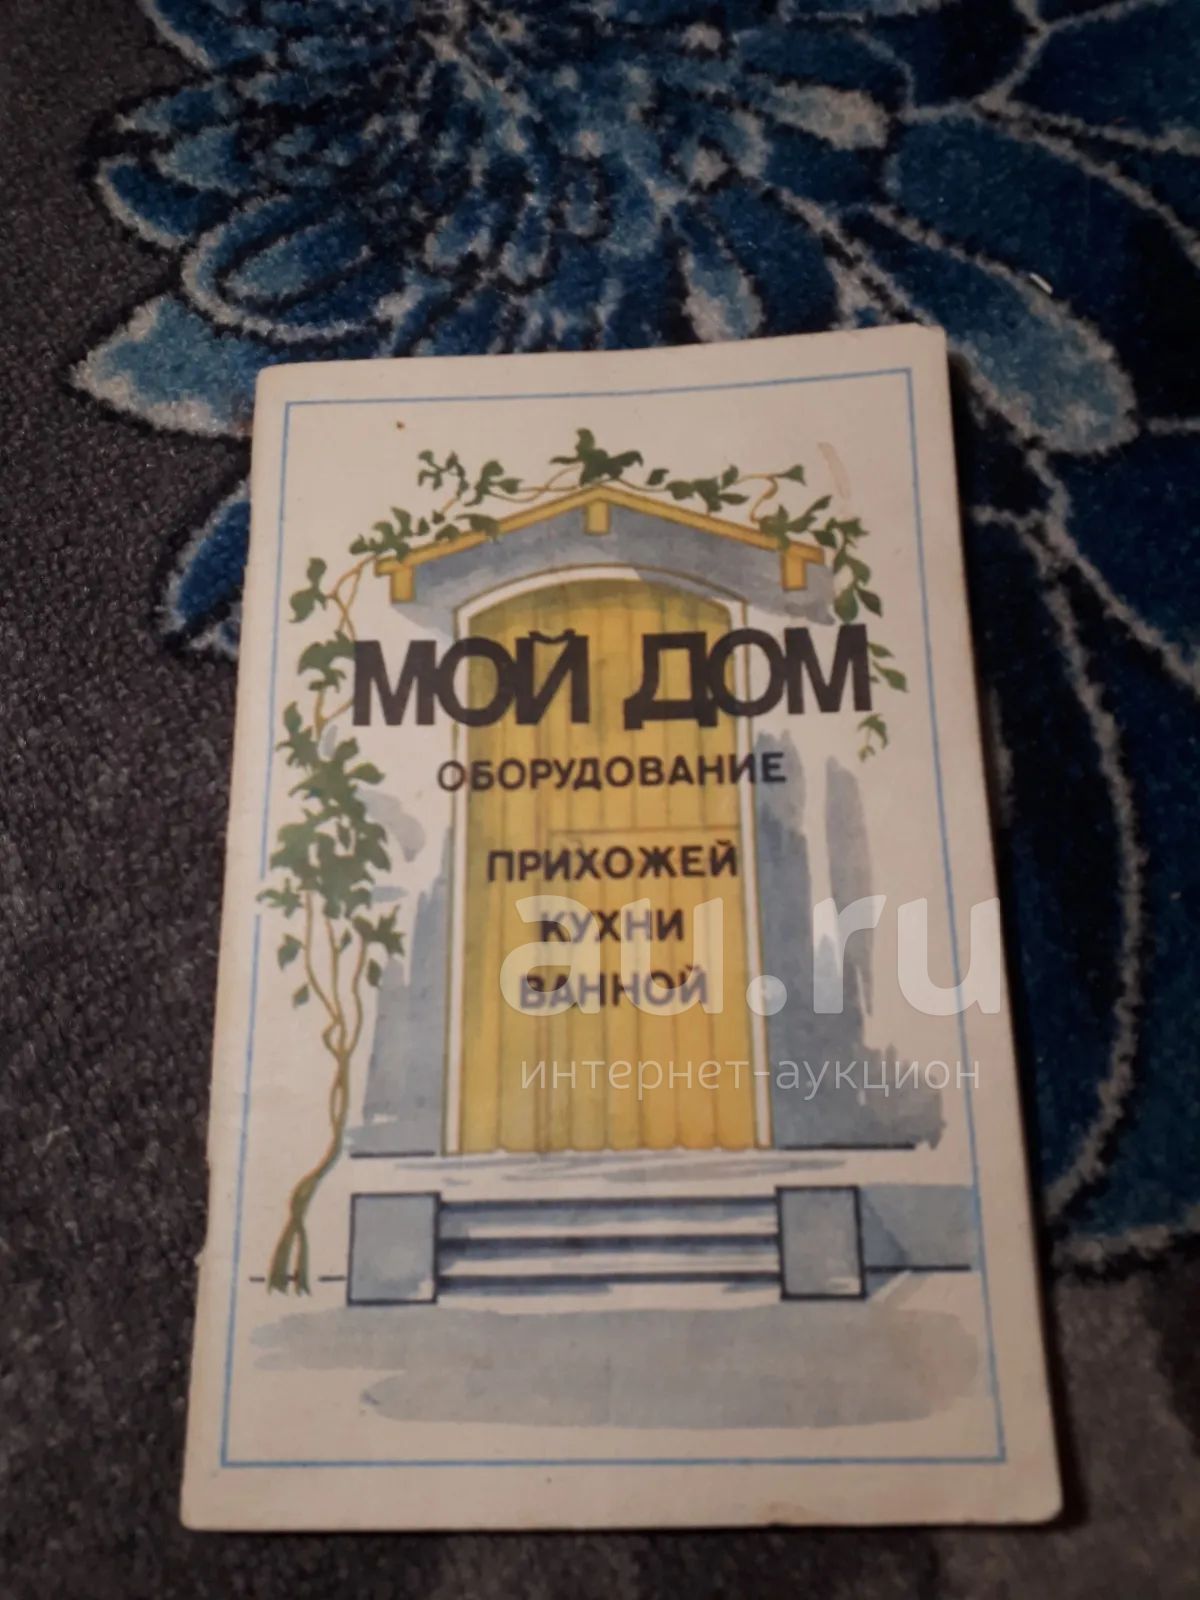 МОЙ ДОМ
ОБОРУДОВАНИЕ
ПРИХОЖЕЙ
КУХНИ
ВАННОЙ
au.ru
интернет-аукцион